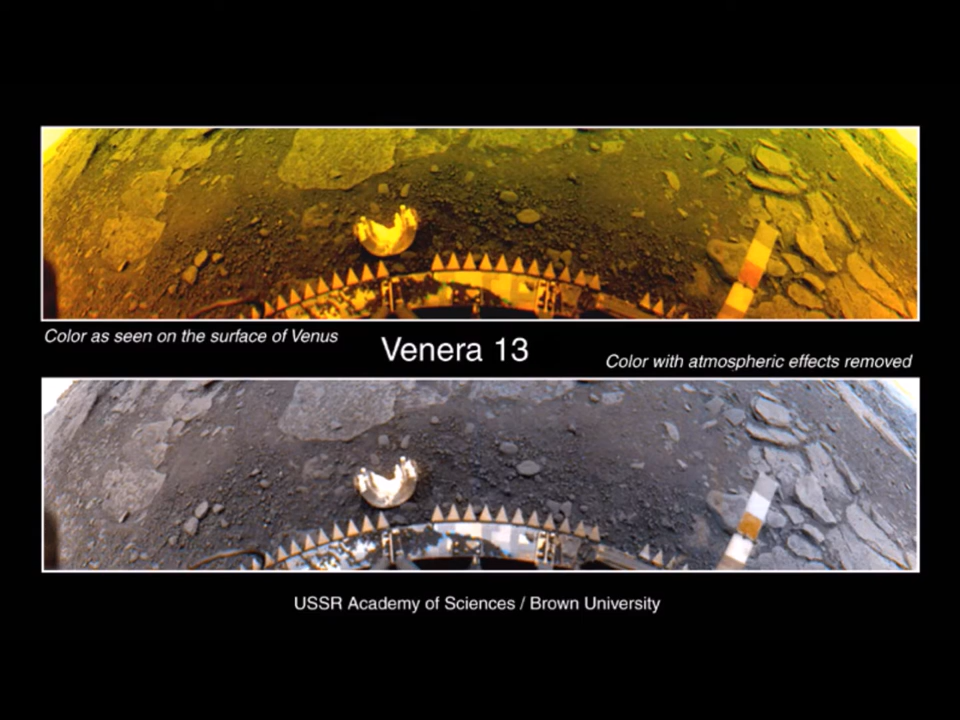 Color as seen on the surface of Venus
Venera 13
Color with atmospheric effects removed
USSR Academy of Sciences / Brown University